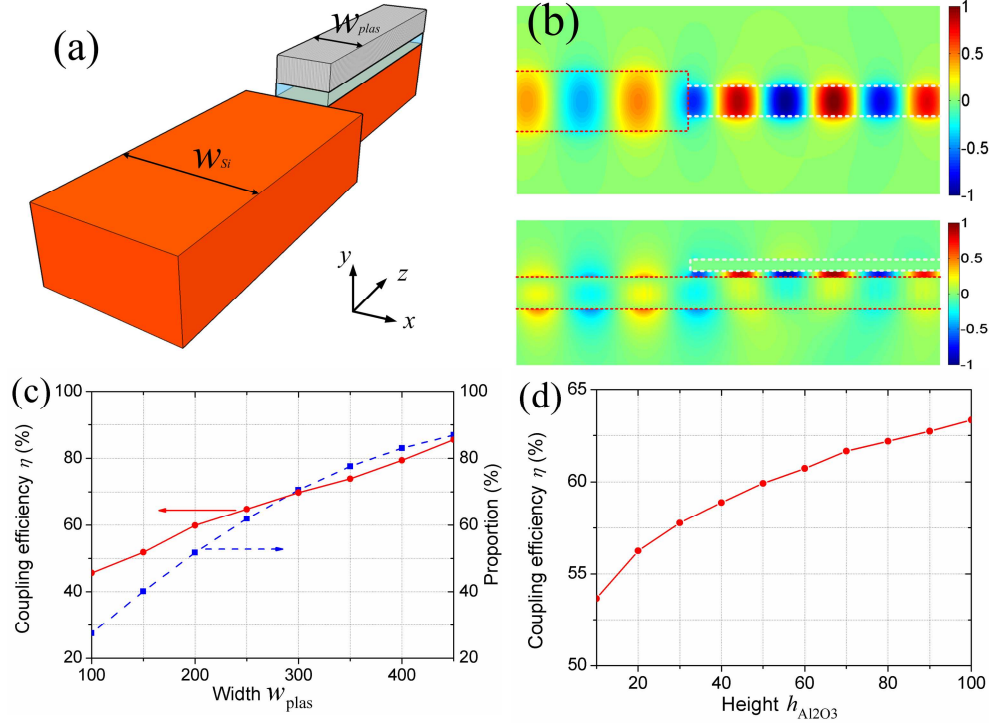 (a)
w_plas
w_Si
y
z
x
(b)
1
0.5
0
-0.5
-1
1
0.5
0
-0.5
-1
(c)
Coupling efficiency η (%)
100
80
60
40
20
100
80
60
40
20
0
Proportion (%)
100 200 300 400
Width w_plas
(d)
Coupling efficiency η (%)
65
60
55
50
20 40 60 80 100
Height h_Al2O3